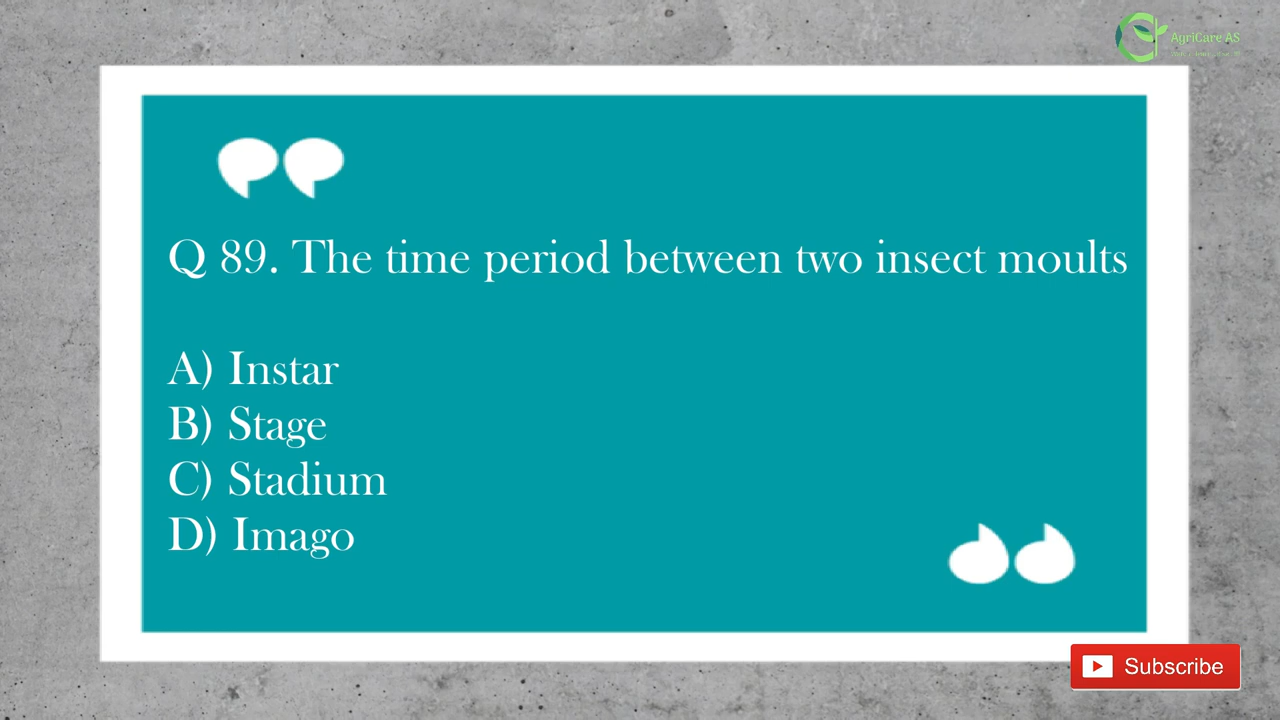 AgriCare AS
Q 89. The time period between two insect moults
A) Instar
B) Stage
C) Stadium
D) Imago
Subscribe